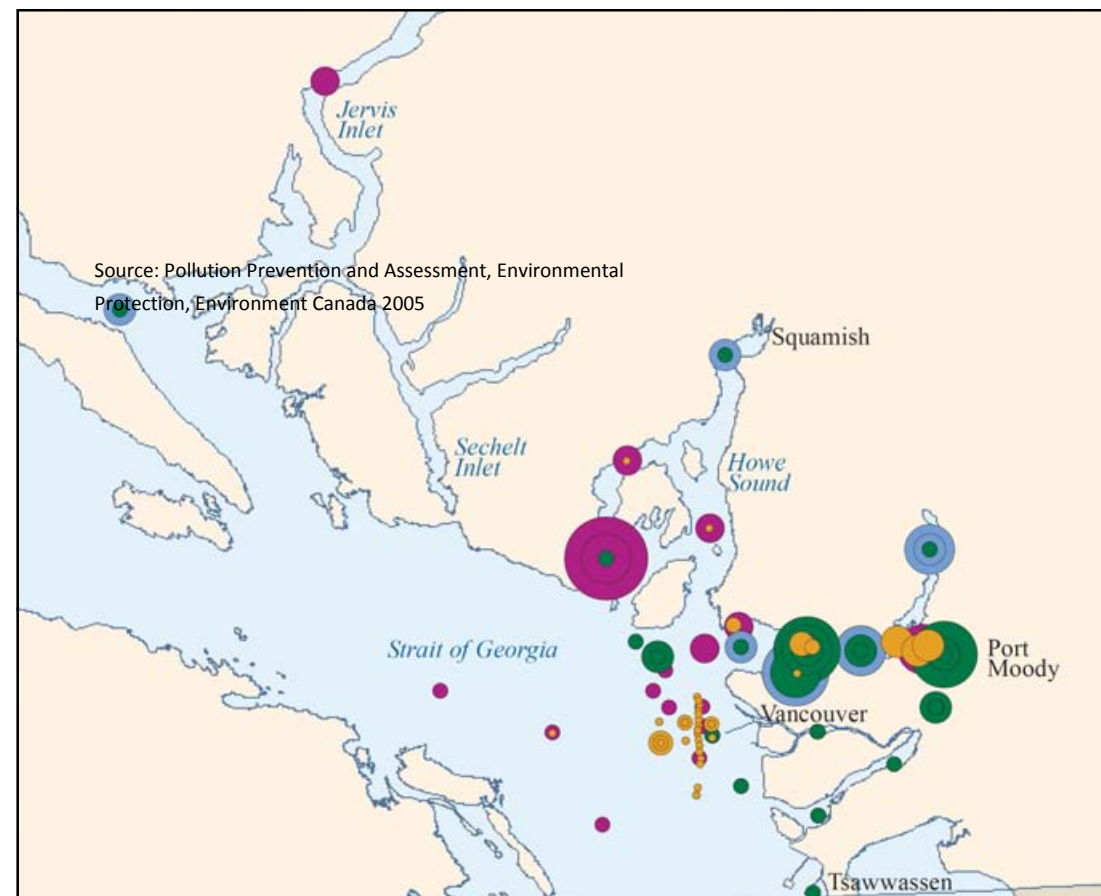 Jervis
Inlet
Source: Pollution Prevention and Assessment, Environmental
Protection, Environment Canada 2005
Squamish
Sechelt
Inlet
Howe
Sound
Strait of Georgia
Port
Moody
Vancouver
Tsawwassen